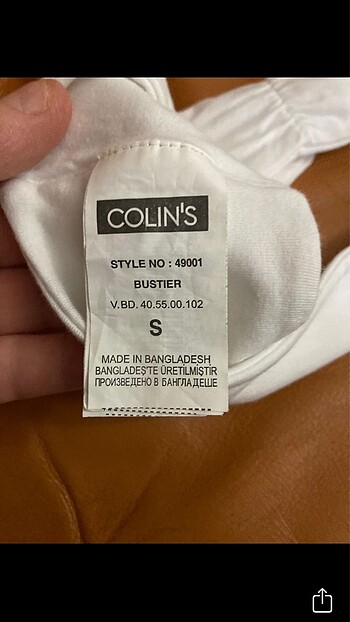 COLIN'S
STYLE NO : 49001
BUSTIER
V.BD. 40.55.00.102
S
MADE IN BANGLADESH
BANGLADEŞ'TE ÜRETİLMİŞTİR
ПРОИЗВЕДЕНО В БАНГЛАДЕШЕ